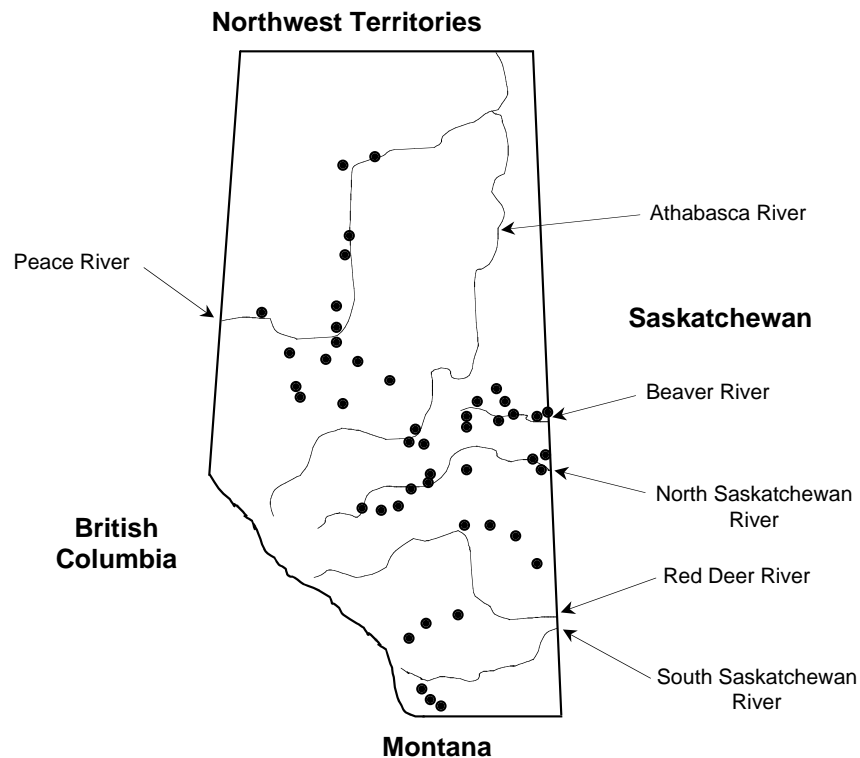 Northwest Territories
Athabasca River
Peace River
Saskatchewan
Beaver River
North Saskatchewan
River
British
Columbia
Red Deer River
South Saskatchewan
River
Montana